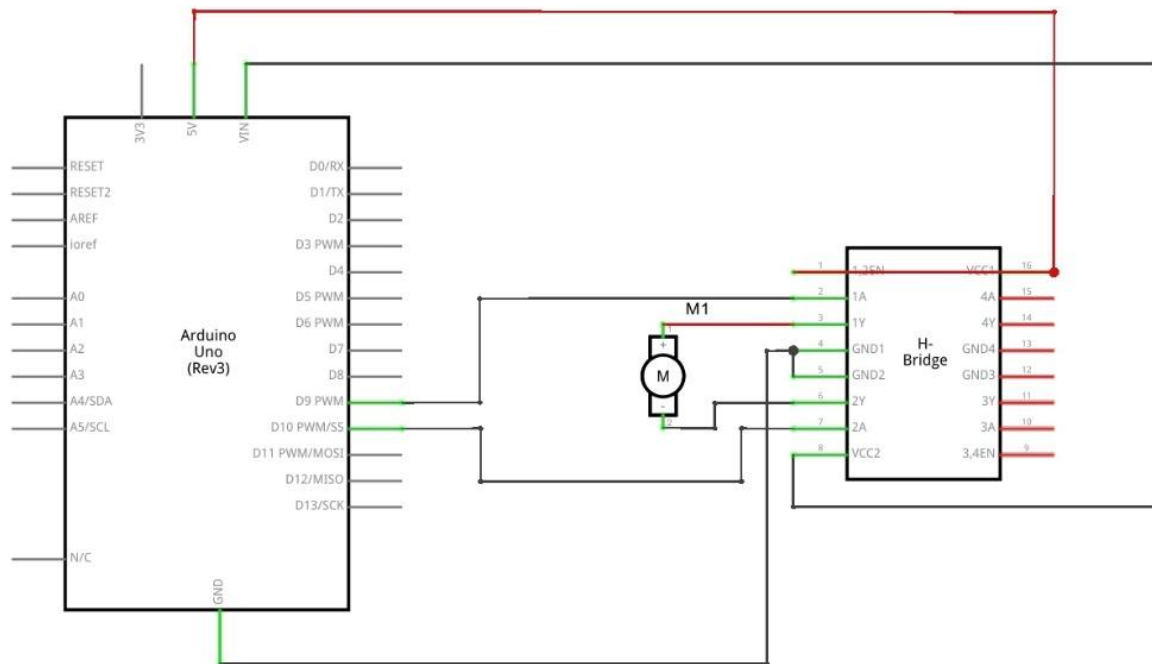 3V3
5V
VIN
RESET
RESET2
AREF
ioref
A0
A1
A2
A3
A4/SDA
A5/SCL
N/C
Arduino
Uno
(Rev3)
D0/RX
D1/TX
D2
D3 PWM
D4
D5 PWM
D6 PWM
D7
D8
D9 PWM
D10 PWM/SS
D11 PWM/MOSI
D12/MISO
D13/SCK
GND
M1
1
+
M
-
2
1 1,2EN
2 1A
3 1Y
4 GND1
5 GND2
6 2Y
7 2A
8 VCC2
H-
Bridge
VCC1 16
4A 15
4Y 14
GND4 13
GND3 12
3Y 11
3A 10
3,4EN 9